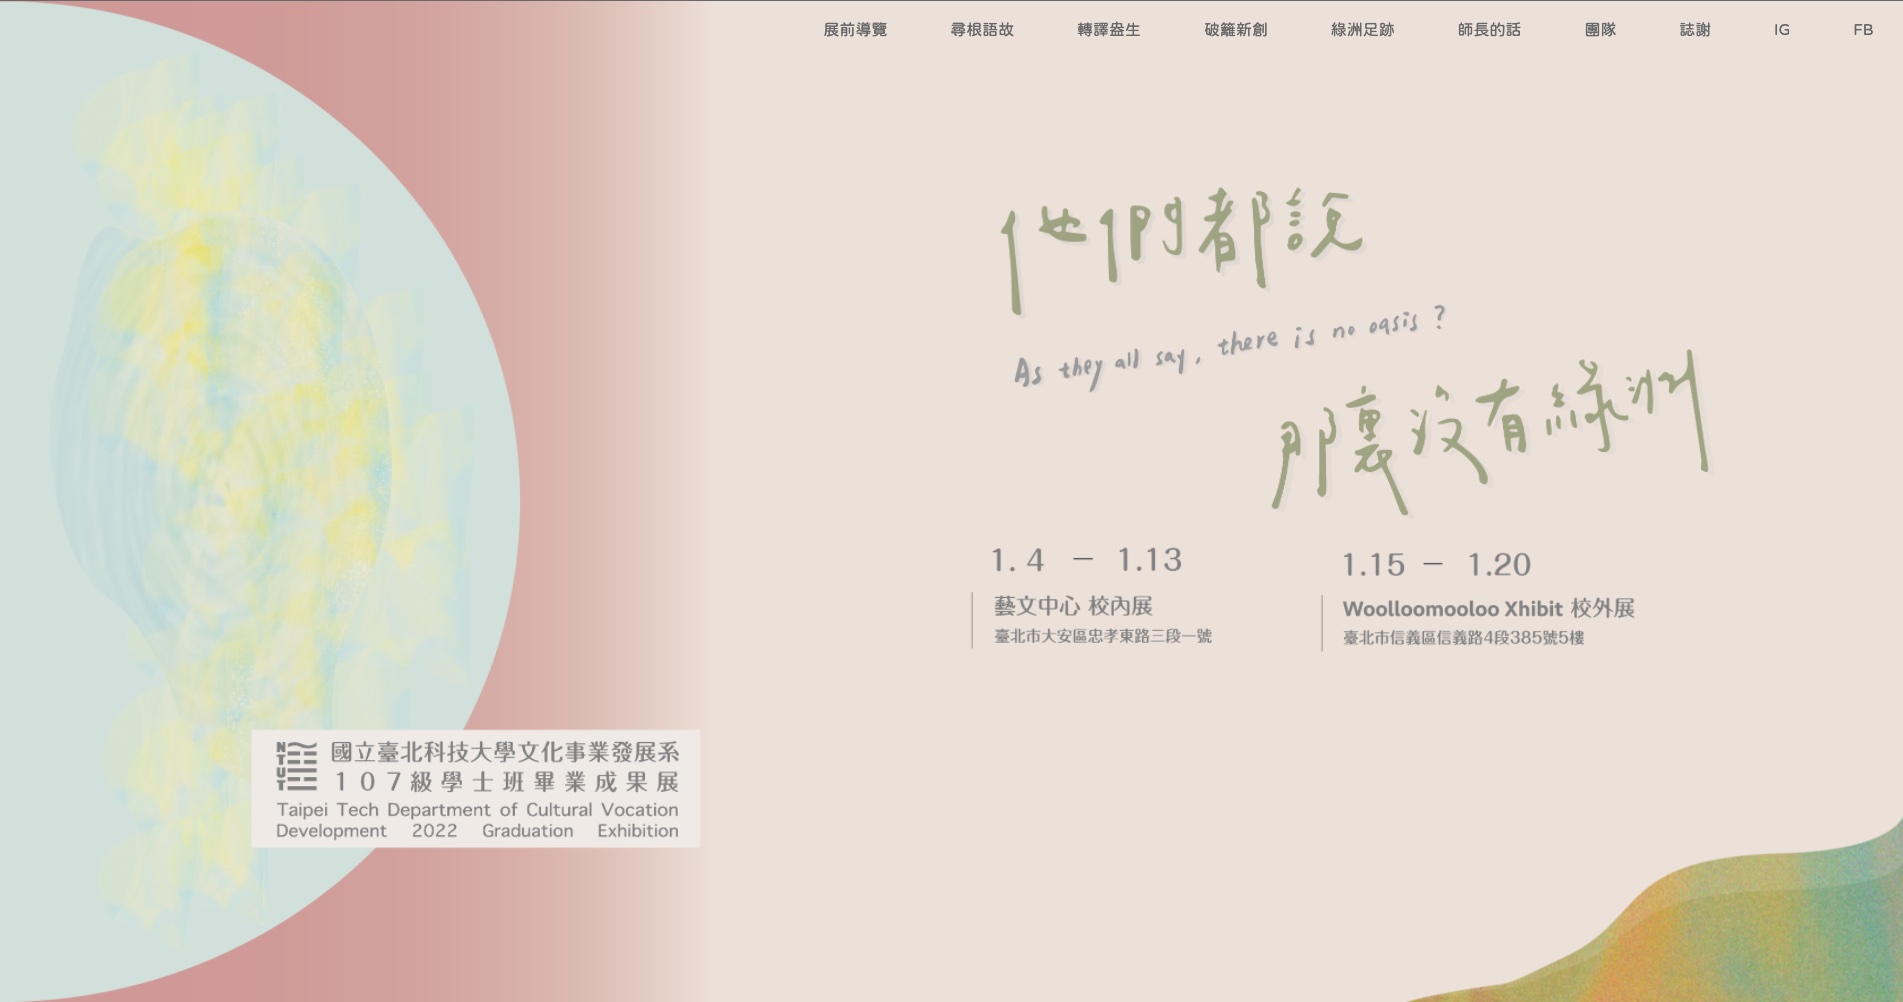 展前導覽 尋根語故 轉譯盎生 破籬新創 綠洲足跡 師長的話 團隊 誌謝 IG FB
他們都說
As they all say, there is no oasis ?
那裏沒有綠洲
1. 4 － 1.13
藝文中心 校內展
臺北市大安區忠孝東路三段一號
1.15 － 1.20
Woolloomooloo Xhibit 校外展
臺北市信義區信義路4段385號5樓
NTUT
國立臺北科技大學文化事業發展系
107級學士班畢業成果展
Taipei Tech Department of Cultural Vocation
Development 2022 Graduation Exhibition